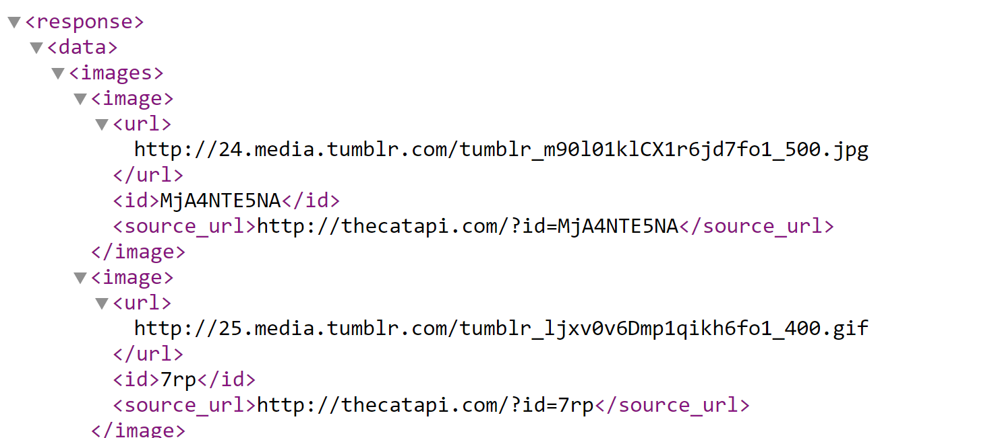 <response>
<data>
<images>
<image>
<url>
http://24.media.tumblr.com/tumblr_m90l01klCX1r6jd7fo1_500.jpg
</url>
<id>MjA4NTE5NA</id>
<source_url>http://thecatapi.com/?id=MjA4NTE5NA</source_url>
</image>
<image>
<url>
http://25.media.tumblr.com/tumblr_ljxv0v6Dmp1qikh6fo1_400.gif
</url>
<id>7rp</id>
<source_url>http://thecatapi.com/?id=7rp</source_url>
</image>